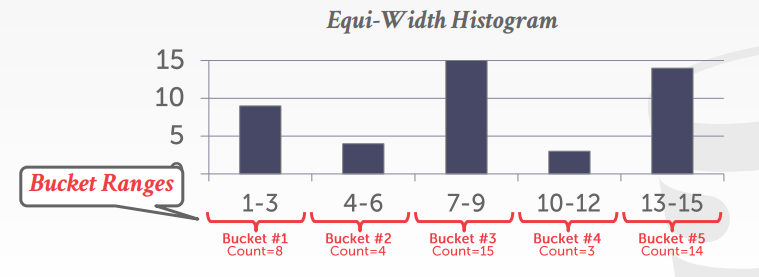 Equi-Width Histogram
15
10
5
0
Bucket Ranges
1-3 4-6 7-9 10-12 13-15
Bucket #1 Bucket #2 Bucket #3 Bucket #4 Bucket #5
Count=8 Count=4 Count=15 Count=3 Count=14